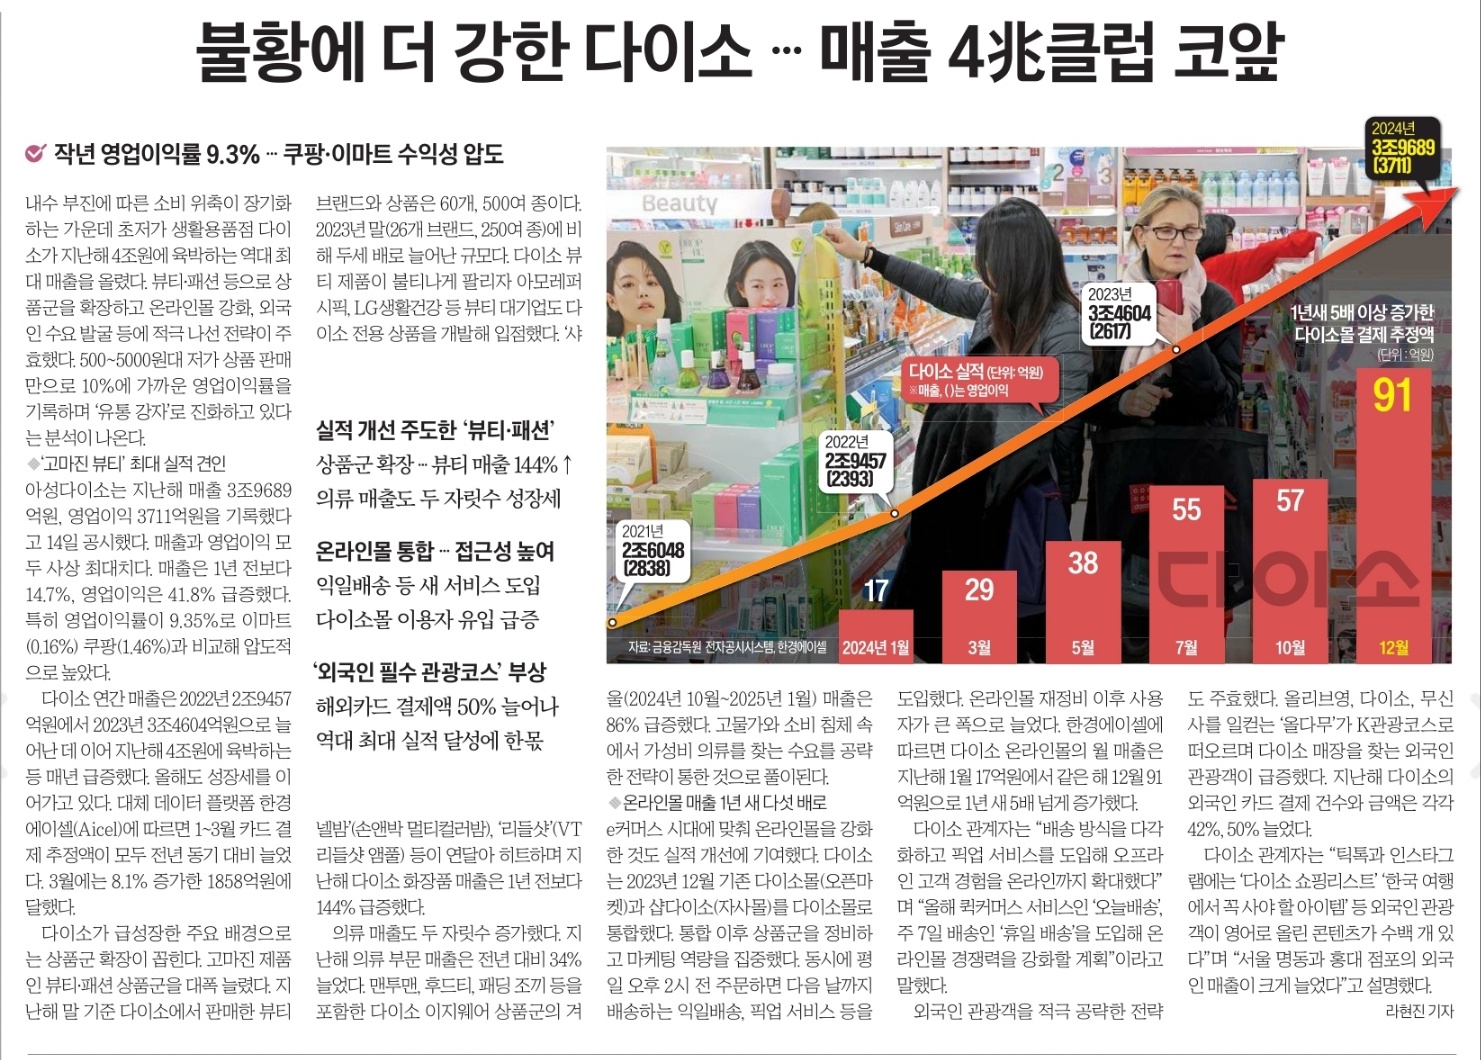 불황에 더 강한 다이소 … 매출 4兆클럽 코앞
작년 영업이익률 9.3% … 쿠팡·이마트 수익성 압도
내수 부진에 따른 소비 위축이 장기화
하는 가운데 초저가 생활용품점 다이
소가 지난해 4조원에 육박하는 역대 최
대 매출을 올렸다. 뷰티·패션 등으로 상
품군을 확장하고 온라인몰 강화, 외국
인 수요 발굴 등에 적극 나선 전략이 주
효했다. 500~5000원대 저가 상품 판매
만으로 10%에 가까운 영업이익률을
기록하며 ‘유통 강자’로 진화하고 있다
는 분석이 나온다.
◆‘고마진 뷰티’ 최대 실적 견인
아성다이소는 지난해 매출 3조9689
억원, 영업이익 3711억원을 기록했다
고 14일 공시했다. 매출과 영업이익 모
두 사상 최대치다. 매출은 1년 전보다
14.7%, 영업이익은 41.8% 급증했다.
특히 영업이익률이 9.35%로 이마트
(0.16%) 쿠팡(1.46%)과 비교해 압도적
으로 높았다.
다이소 연간 매출은 2022년 2조9457
억원에서 2023년 3조4604억원으로 늘
어난 데 이어 지난해 4조원에 육박하는
등 매년 급증했다. 올해도 성장세를 이
어가고 있다. 대체 데이터 플랫폼 한경
에이셀(Aicel)에 따르면 1~3월 카드 결
제 추정액이 모두 전년 동기 대비 늘었
다. 3월에는 8.1% 증가한 1858억원에
달했다.
다이소가 급성장한 주요 배경으로
는 상품군 확장이 꼽힌다. 고마진 제품
인 뷰티·패션 상품군을 대폭 늘렸다. 지
난해 말 기준 다이소에서 판매한 뷰티
브랜드와 상품은 60개, 500여 종이다.
2023년 말(26개 브랜드, 250여 종)에 비
해 두세 배로 늘어난 규모다. 다이소 뷰
티 제품이 불티나게 팔리자 아모레퍼
시픽, LG생활건강 등 뷰티 대기업도 다
이소 전용 상품을 개발해 입점했다. ‘샤
실적 개선 주도한 ‘뷰티·패션’
상품군 확장 … 뷰티 매출 144%↑
의류 매출도 두 자릿수 성장세
온라인몰 통합 … 접근성 높여
익일배송 등 새 서비스 도입
다이소몰 이용자 유입 급증
‘외국인 필수 관광코스’ 부상
해외카드 결제액 50% 늘어나
역대 최대 실적 달성에 한몫
넬밤’(손앤박 멀티컬러밤), ‘리들샷’(VT
리들샷 앰풀) 등이 연달아 히트하며 지
난해 다이소 화장품 매출은 1년 전보다
144% 급증했다.
의류 매출도 두 자릿수 증가했다. 지
난해 의류 부문 매출은 전년 대비 34%
늘었다. 맨투맨, 후드티, 패딩 조끼 등을
포함한 다이소 이지웨어 상품군의 겨
Beauty
2
3
Skin Care
2024년
3조9689
(3711)
2023년
3조4604
(2617)
1년새 5배 이상 증가한
다이소몰 결제 추정액
(단위 : 억원)
다이소 실적 (단위: 억원)
※매출, ( )는 영업이익
2022년
2조9457
(2393)
2021년
2조6048
(2838)
17
29
38
55
57
91
다이소
자료: 금융감독원 전자공시시스템, 한경에이셀
2024년 1월
3월
5월
7월
10월
12월
울(2024년 10월~2025년 1월) 매출은
86% 급증했다. 고물가와 소비 침체 속
에서 가성비 의류를 찾는 수요를 공략
한 전략이 통한 것으로 풀이된다.
◆온라인몰 매출 1년 새 다섯 배로
e커머스 시대에 맞춰 온라인몰을 강화
한 것도 실적 개선에 기여했다. 다이소
는 2023년 12월 기존 다이소몰(오픈마
켓)과 샵다이소(자사몰)를 다이소몰로
통합했다. 통합 이후 상품군을 정비하
고 마케팅 역량을 집중했다. 동시에 평
일 오후 2시 전 주문하면 다음 날까지
배송하는 익일배송, 픽업 서비스 등을
도입했다. 온라인몰 재정비 이후 사용
자가 큰 폭으로 늘었다. 한경에이셀에
따르면 다이소 온라인몰의 월 매출은
지난해 1월 17억원에서 같은 해 12월 91
억원으로 1년 새 5배 넘게 증가했다.
다이소 관계자는 “배송 방식을 다각
화하고 픽업 서비스를 도입해 오프라
인 고객 경험을 온라인까지 확대했다”
며 “올해 퀵커머스 서비스인 ‘오늘배송’,
주 7일 배송인 ‘휴일 배송’을 도입해 온
라인몰 경쟁력을 강화할 계획”이라고
말했다.
외국인 관광객을 적극 공략한 전략
도 주효했다. 올리브영, 다이소, 무신
사를 일컫는 ‘올다무’가 K관광코스로
떠오르며 다이소 매장을 찾는 외국인
관광객이 급증했다. 지난해 다이소의
외국인 카드 결제 건수와 금액은 각각
42%, 50% 늘었다.
다이소 관계자는 “틱톡과 인스타그
램에는 ‘다이소 쇼핑리스트’ ‘한국 여행
에서 꼭 사야 할 아이템’ 등 외국인 관광
객이 영어로 올린 콘텐츠가 수백 개 있
다”며 “서울 명동과 홍대 점포의 외국
인 매출이 크게 늘었다”고 설명했다.
라현진 기자